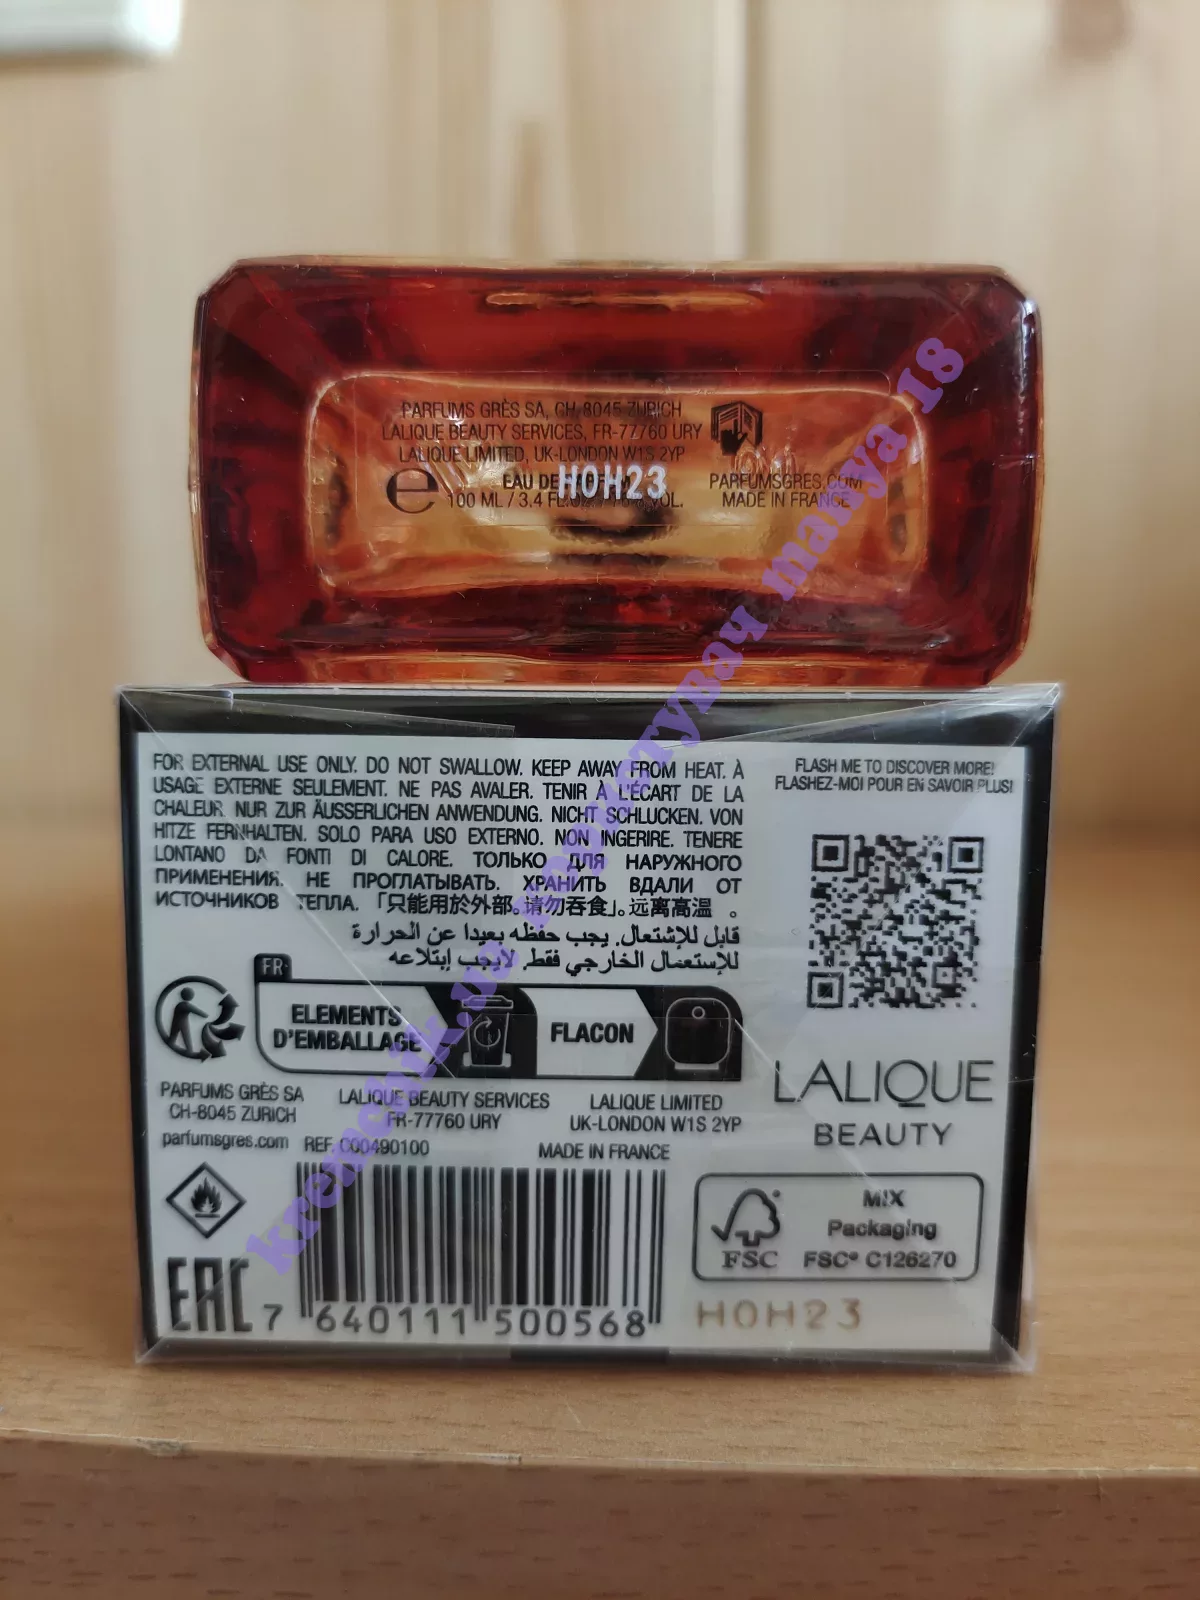 PARFUMS GRÈS SA, CH-8045 ZURICH
LALIQUE BEAUTY SERVICES, FR-77760 URY
LALIQUE LIMITED, UK-LONDON W1S 2YP
e
EAU DE
HOH23
100 ML / 3.4 FL.OZ. VOL.
PARFUMSGRES.COM
MADE IN FRANCE
FOR EXTERNAL USE ONLY. DO NOT SWALLOW. KEEP AWAY FROM HEAT. À
USAGE EXTERNE SEULEMENT. NE PAS AVALER. TENIR À L'ÉCART DE LA
CHALEUR. NUR ZUR ÄUSSERLICHEN ANWENDUNG. NICHT SCHLUCKEN. VON
HITZE FERNHALTEN. SOLO PARA USO EXTERNO. NON INGERIRE. TENERE
LONTANO DA FONTI DI CALORE. ТОЛЬКО ДЛЯ НАРУЖНОГО
ПРИМЕНЕНИЯ. НЕ ПРОГЛАТЫВАТЬ. ХРАНИТЬ ВДАЛИ ОТ
ИСТОЧНИКОВ ТЕПЛА. 「只能用於外部。请勿吞食」。远离高温 。
قابل للإشتعال. يجب حفظه بعيدا عن الحرارة
للإستعمال الخارجي فقط. لايجب إبتلاعه
FLASH ME TO DISCOVER MORE!
FLASHEZ-MOI POUR EN SAVOIR PLUS!
FR
ELEMENTS
D'EMBALLAGE
FLACON
LALIQUE
BEAUTY
PARFUMS GRÈS SA
CH-8045 ZURICH
parfumsgres.com
LALIQUE BEAUTY SERVICES
FR-77760 URY
LALIQUE LIMITED
UK-LONDON W1S 2YP
REF C00490100
MADE IN FRANCE
EAC
7 640111 500568
FSC
MIX
Packaging
FSC® C126270
HOH23
kremchik.ua manya 18